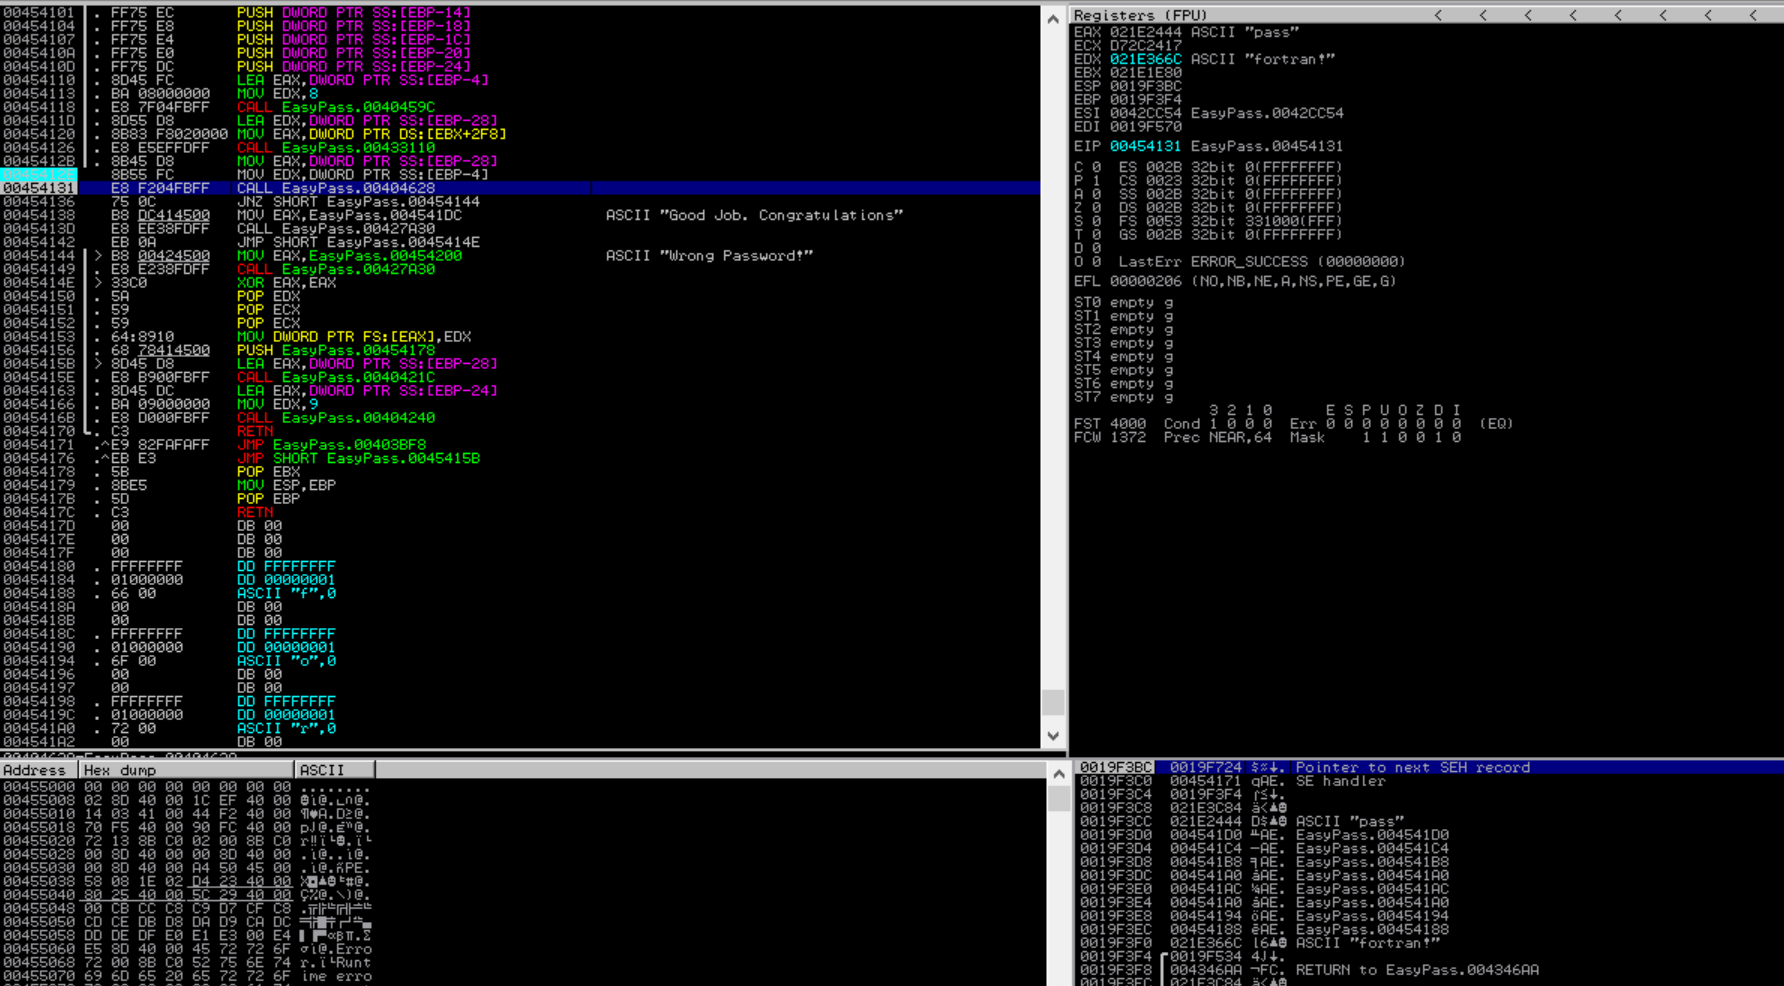 00454101 . FF75 EC PUSH DWORD PTR SS:[EBP-14]
00454104 . FF75 E8 PUSH DWORD PTR SS:[EBP-18]
00454107 . FF75 E4 PUSH DWORD PTR SS:[EBP-1C]
0045410A . FF75 E0 PUSH DWORD PTR SS:[EBP-20]
0045410D . FF75 DC PUSH DWORD PTR SS:[EBP-24]
00454110 . 8D45 FC LEA EAX,DWORD PTR SS:[EBP-4]
00454113 . BA 08000000 MOV EDX,8
00454118 . E8 7F04FBFF CALL EasyPass.0040459C
0045411D . 8D55 D8 LEA EDX,DWORD PTR SS:[EBP-28]
00454120 . 8B83 F8020000 MOV EAX,DWORD PTR DS:[EBX+2F8]
00454126 . E8 E5EFFDFF CALL EasyPass.00433110
0045412B . 8B45 D8 MOV EAX,DWORD PTR SS:[EBP-28]
0045412E 8B55 FC MOV EDX,DWORD PTR SS:[EBP-4]
00454131 E8 F204FBFF CALL EasyPass.00404628
00454136 75 0C JNZ SHORT EasyPass.00454144
00454138 B8 DC414500 MOV EAX,EasyPass.004541DC ASCII "Good Job. Congratulations"
0045413D E8 EE38FDFF CALL EasyPass.00427A30
00454142 EB 0A JMP SHORT EasyPass.0045414E
00454144 > B8 00424500 MOV EAX,EasyPass.00454200 ASCII "Wrong Password!"
00454149 . E8 E238FDFF CALL EasyPass.00427A30
0045414E > 33C0 XOR EAX,EAX
00454150 . 5A POP EDX
00454151 . 59 POP ECX
00454152 . 59 POP ECX
00454153 . 64:8910 MOV DWORD PTR FS:[EAX],EDX
00454156 . 68 78414500 PUSH EasyPass.00454178
0045415B > 8D45 D8 LEA EAX,DWORD PTR SS:[EBP-28]
0045415E . E8 B900FBFF CALL EasyPass.0040421C
00454163 . 8D45 DC LEA EAX,DWORD PTR SS:[EBP-24]
00454166 . BA 09000000 MOV EDX,9
0045416B . E8 D000FBFF CALL EasyPass.00404240
00454170 . C3 RETN
00454171 .^E9 82FAFAFF JMP EasyPass.00403BF8
00454176 .^EB E3 JMP SHORT EasyPass.0045415B
00454178 . 5B POP EBX
00454179 . 8BE5 MOV ESP,EBP
0045417B . 5D POP EBP
0045417C . C3 RETN
0045417D 00 DB 00
0045417E 00 DB 00
0045417F 00 DB 00
00454180 . FFFFFFFF DD FFFFFFFF
00454184 . 01000000 DD 00000001
00454188 . 66 00 ASCII "f",0
0045418A 00 DB 00
0045418B 00 DB 00
0045418C . FFFFFFFF DD FFFFFFFF
00454190 . 01000000 DD 00000001
00454194 . 6F 00 ASCII "o",0
00454196 00 DB 00
00454197 00 DB 00
00454198 . FFFFFFFF DD FFFFFFFF
0045419C . 01000000 DD 00000001
004541A0 . 72 00 ASCII "r",0
004541A2 00 DB 00
Registers (FPU) < < < < < < < <
EAX 021E2444 ASCII "pass"
ECX D72C2417
EDX 021E366C ASCII "fortran!"
EBX 021E1E80
ESP 0019F3BC
EBP 0019F3F4
ESI 0042CC54 EasyPass.0042CC54
EDI 0019F570
EIP 00454131 EasyPass.00454131
C 0 ES 002B 32bit 0(FFFFFFFF)
P 1 CS 0023 32bit 0(FFFFFFFF)
A 0 SS 002B 32bit 0(FFFFFFFF)
Z 0 DS 002B 32bit 0(FFFFFFFF)
S 0 FS 0053 32bit 331000(FFF)
T 0 GS 002B 32bit 0(FFFFFFFF)
D 0
O 0 LastErr ERROR_SUCCESS (00000000)
EFL 00000206 (NO,NB,NE,A,NS,PE,GE,G)
ST0 empty g
ST1 empty g
ST2 empty g
ST3 empty g
ST4 empty g
ST5 empty g
ST6 empty g
ST7 empty g
3 2 1 0 E S P U O Z D I
FST 4000 Cond 1 0 0 0 Err 0 0 0 0 0 0 0 0 (EQ)
FCW 1372 Prec NEAR,64 Mask 1 1 0 0 1 0
Address Hex dump ASCII
00455000 00 00 00 00 00 00 00 00 ........
00455008 02 8D 40 00 1C EF 40 00
00455010 14 03 41 00 44 F2 40 00
00455018 70 F5 40 00 90 FC 40 00
00455020 72 13 8B C0 02 00 8B C0
00455028 00 8D 40 00 00 8D 40 00 .ì@..ì@.
00455030 00 8D 40 00 A4 50 45 00 .ì@.ñPE.
00455038 58 08 1E 02 D4 23 40 00
00455040 80 25 40 00 5C 29 40 00 Ç%@.\)@.
00455048 00 CB CC C8 C9 D7 CF C8
00455050 CD CE DB D8 DA D9 CA DC
00455058 DD DE DF E0 E1 E3 00 E4
00455060 E5 8D 40 00 45 72 72 6F σì@.Erro
00455068 72 00 8B C0 52 75 6E 74 r.ï└Runt
00455070 69 6D 65 20 65 72 72 6F ime erro
0019F3BC 0019F724 Pointer to next SEH record
0019F3C0 00454171 qAE. SE handler
0019F3C4 0019F3F4
0019F3C8 021E3C84
0019F3CC 021E2444 ASCII "pass"
0019F3D0 004541D0 ╨AE. EasyPass.004541D0
0019F3D4 004541C4 ─AE. EasyPass.004541C4
0019F3D8 004541B8 ╕AE. EasyPass.004541B8
0019F3DC 004541A0 áAE. EasyPass.004541A0
0019F3E0 004541AC ¼AE. EasyPass.004541AC
0019F3E4 004541A0 áAE. EasyPass.004541A0
0019F3E8 00454194 öAE. EasyPass.00454194
0019F3EC 00454188 êAE. EasyPass.00454188
0019F3F0 021E366C ASCII "fortran!"
0019F3F4 0019F534
0019F3F8 004346AA ¬FC. RETURN to EasyPass.004346AA